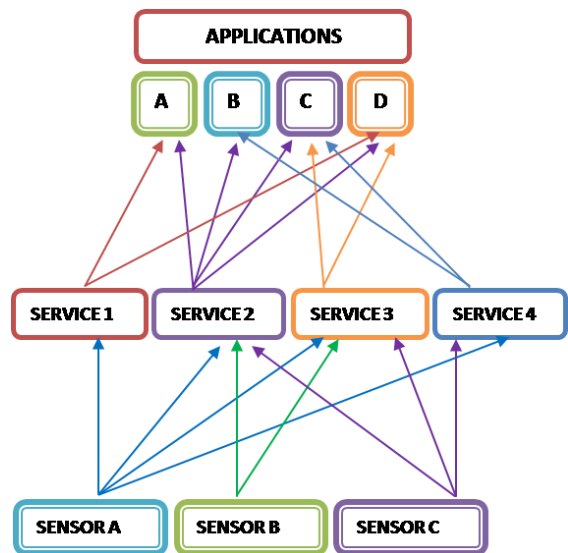 APPLICATIONS
A B C D
SERVICE 1 SERVICE 2 SERVICE 3 SERVICE 4
SENSOR A SENSOR B SENSOR C